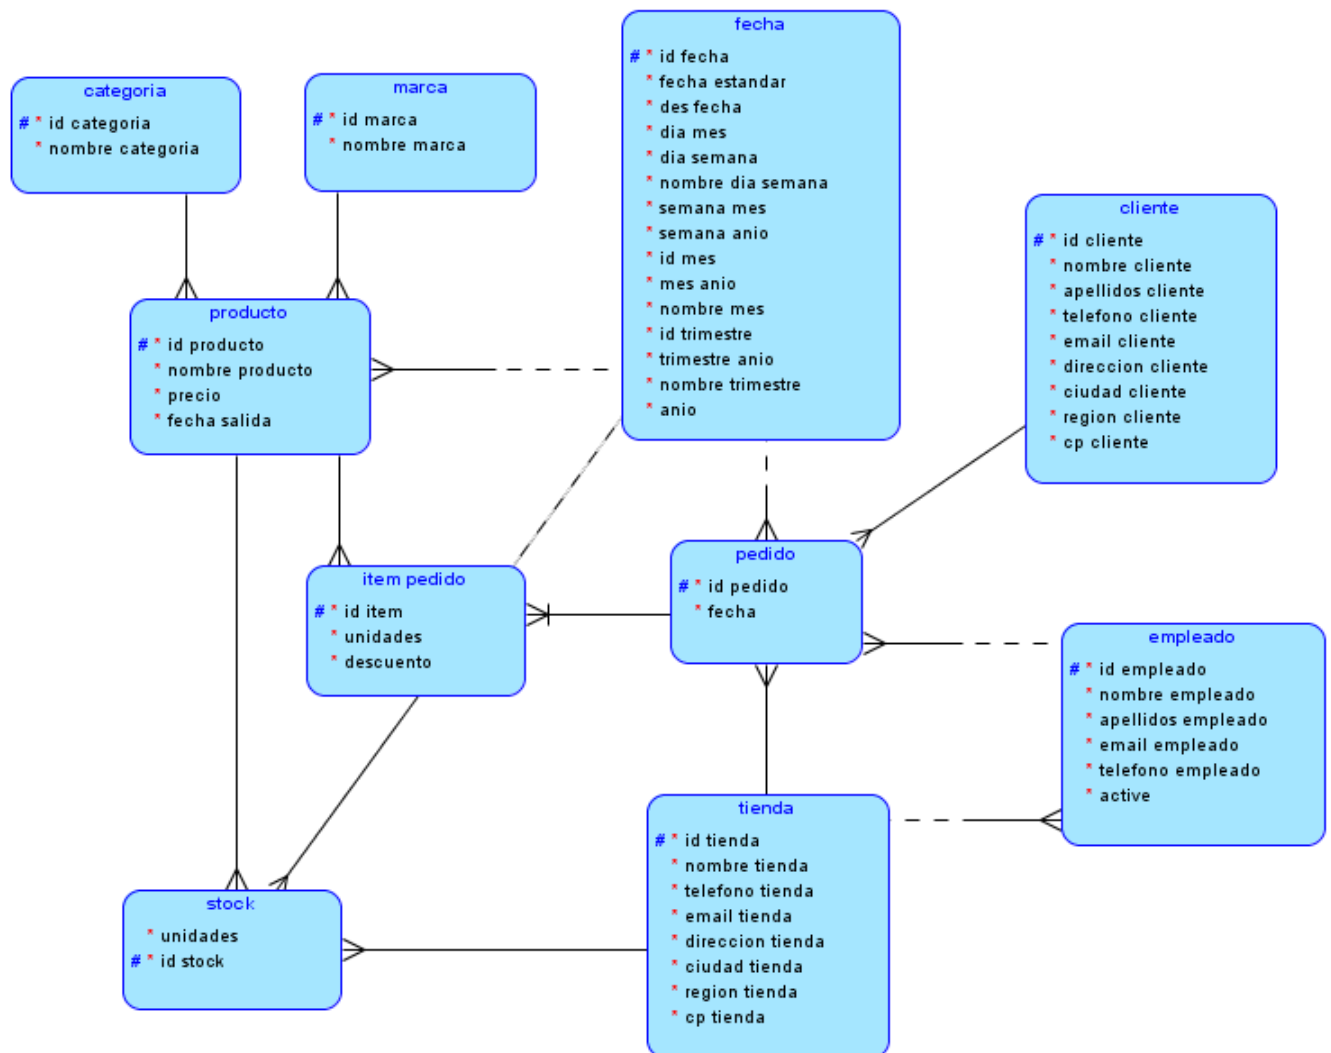 fecha
# * id fecha
* fecha estandar
* des fecha
* dia mes
* dia semana
* nombre dia semana
* semana mes
* semana anio
* id mes
* mes anio
* nombre mes
* id trimestre
* trimestre anio
* nombre trimestre
* anio
categoria
# * id categoria
* nombre categoria
marca
# * id marca
* nombre marca
cliente
# * id cliente
* nombre cliente
* apellidos cliente
* telefono cliente
* email cliente
* direccion cliente
* ciudad cliente
* region cliente
* cp cliente
producto
# * id producto
* nombre producto
* precio
* fecha salida
item pedido
# * id item
* unidades
* descuento
pedido
# * id pedido
* fecha
empleado
# * id empleado
* nombre empleado
* apellidos empleado
* email empleado
* telefono empleado
* active
tienda
# * id tienda
* nombre tienda
* telefono tienda
* email tienda
* direccion tienda
* ciudad tienda
* region tienda
* cp tienda
stock
* unidades
# * id stock